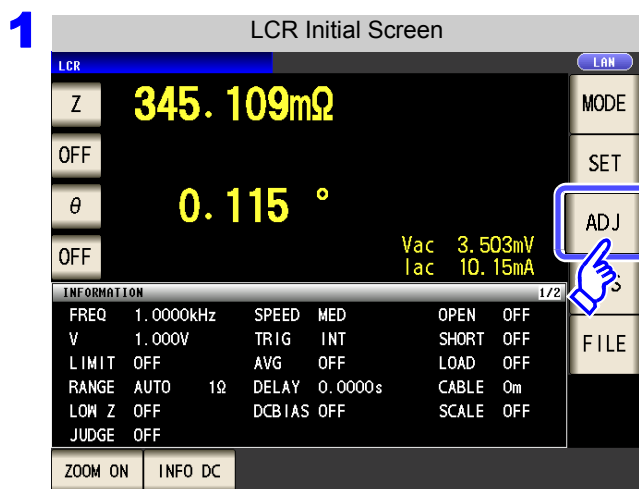 1
LCR Initial Screen
LCR
LAN
Z
345.109mΩ
MODE
OFF
SET
θ
0.115 °
ADJ
OFF
Vac 3.503mV
Iac 10.15mA
S
INFORMATION 1/2
FREQ 1.0000kHz SPEED MED OPEN OFF
V 1.000V TRIG INT SHORT OFF
LIMIT OFF AVG OFF LOAD OFF
RANGE AUTO 1Ω DELAY 0.0000s CABLE 0m
LOW Z OFF DCBIAS OFF SCALE OFF
JUDGE OFF
FILE
ZOOM ON
INFO DC